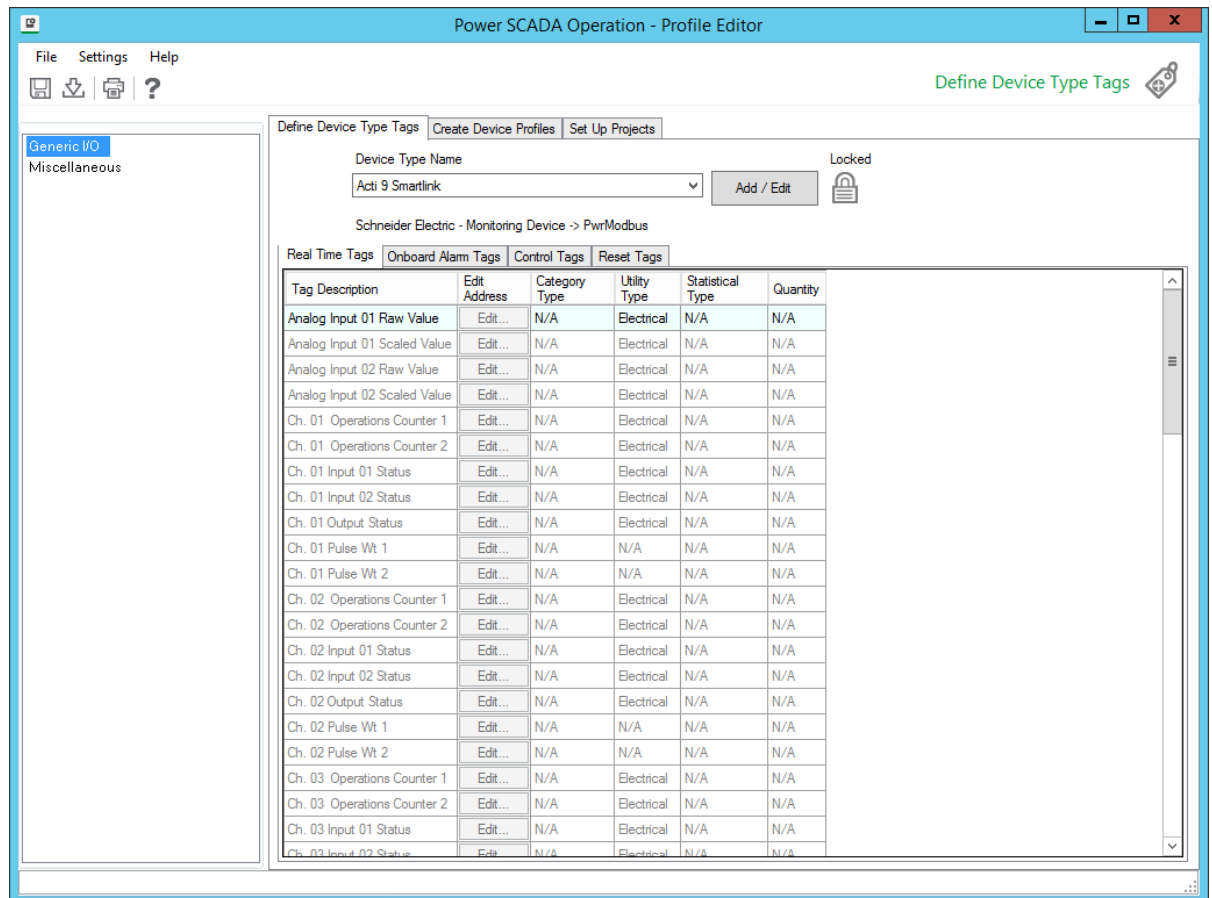 Power SCADA Operation - Profile Editor
File Settings Help
Define Device Type Tags
Generic I/O
Miscellaneous
Define Device Type Tags Create Device Profiles Set Up Projects
Device Type Name Locked
Acti 9 Smartlink Add / Edit
Schneider Electric - Monitoring Device -> PwrModbus
Real Time Tags Onboard Alarm Tags Control Tags Reset Tags
Tag Description Edit Address Category Type Utility Type Statistical Type Quantity
Analog Input 01 Raw Value Edit... N/A Electrical N/A N/A
Analog Input 01 Scaled Value Edit... N/A Electrical N/A N/A
Analog Input 02 Raw Value Edit... N/A Electrical N/A N/A
Analog Input 02 Scaled Value Edit... N/A Electrical N/A N/A
Ch. 01 Operations Counter 1 Edit... N/A Electrical N/A N/A
Ch. 01 Operations Counter 2 Edit... N/A Electrical N/A N/A
Ch. 01 Input 01 Status Edit... N/A Electrical N/A N/A
Ch. 01 Input 02 Status Edit... N/A Electrical N/A N/A
Ch. 01 Output Status Edit... N/A Electrical N/A N/A
Ch. 01 Pulse Wt 1 Edit... N/A N/A N/A N/A
Ch. 01 Pulse Wt 2 Edit... N/A N/A N/A N/A
Ch. 02 Operations Counter 1 Edit... N/A Electrical N/A N/A
Ch. 02 Operations Counter 2 Edit... N/A Electrical N/A N/A
Ch. 02 Input 01 Status Edit... N/A Electrical N/A N/A
Ch. 02 Input 02 Status Edit... N/A Electrical N/A N/A
Ch. 02 Output Status Edit... N/A Electrical N/A N/A
Ch. 02 Pulse Wt 1 Edit... N/A N/A N/A N/A
Ch. 02 Pulse Wt 2 Edit... N/A N/A N/A N/A
Ch. 03 Operations Counter 1 Edit... N/A Electrical N/A N/A
Ch. 03 Operations Counter 2 Edit... N/A Electrical N/A N/A
Ch. 03 Input 01 Status Edit... N/A Electrical N/A N/A
Ch. 03 Input 02 Status Edit... N/A Electrical N/A N/A